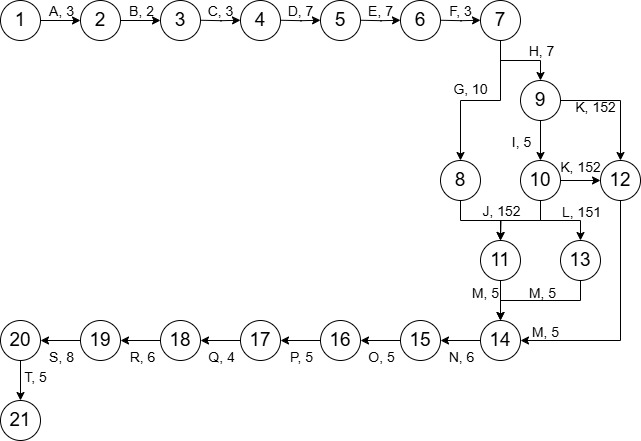 1 A, 3 2 B, 2 3 C, 3 4 D, 7 5 E, 7 6 F, 3 7
H, 7
G, 10 9 K, 152
I, 5
8 10 K, 152 12
J, 152 L, 151
11 13
M, 5 M, 5
20 S, 8 19 R, 6 18 Q, 4 17 P, 5 16 O, 5 15 N, 6 14 M, 5
T, 5
21